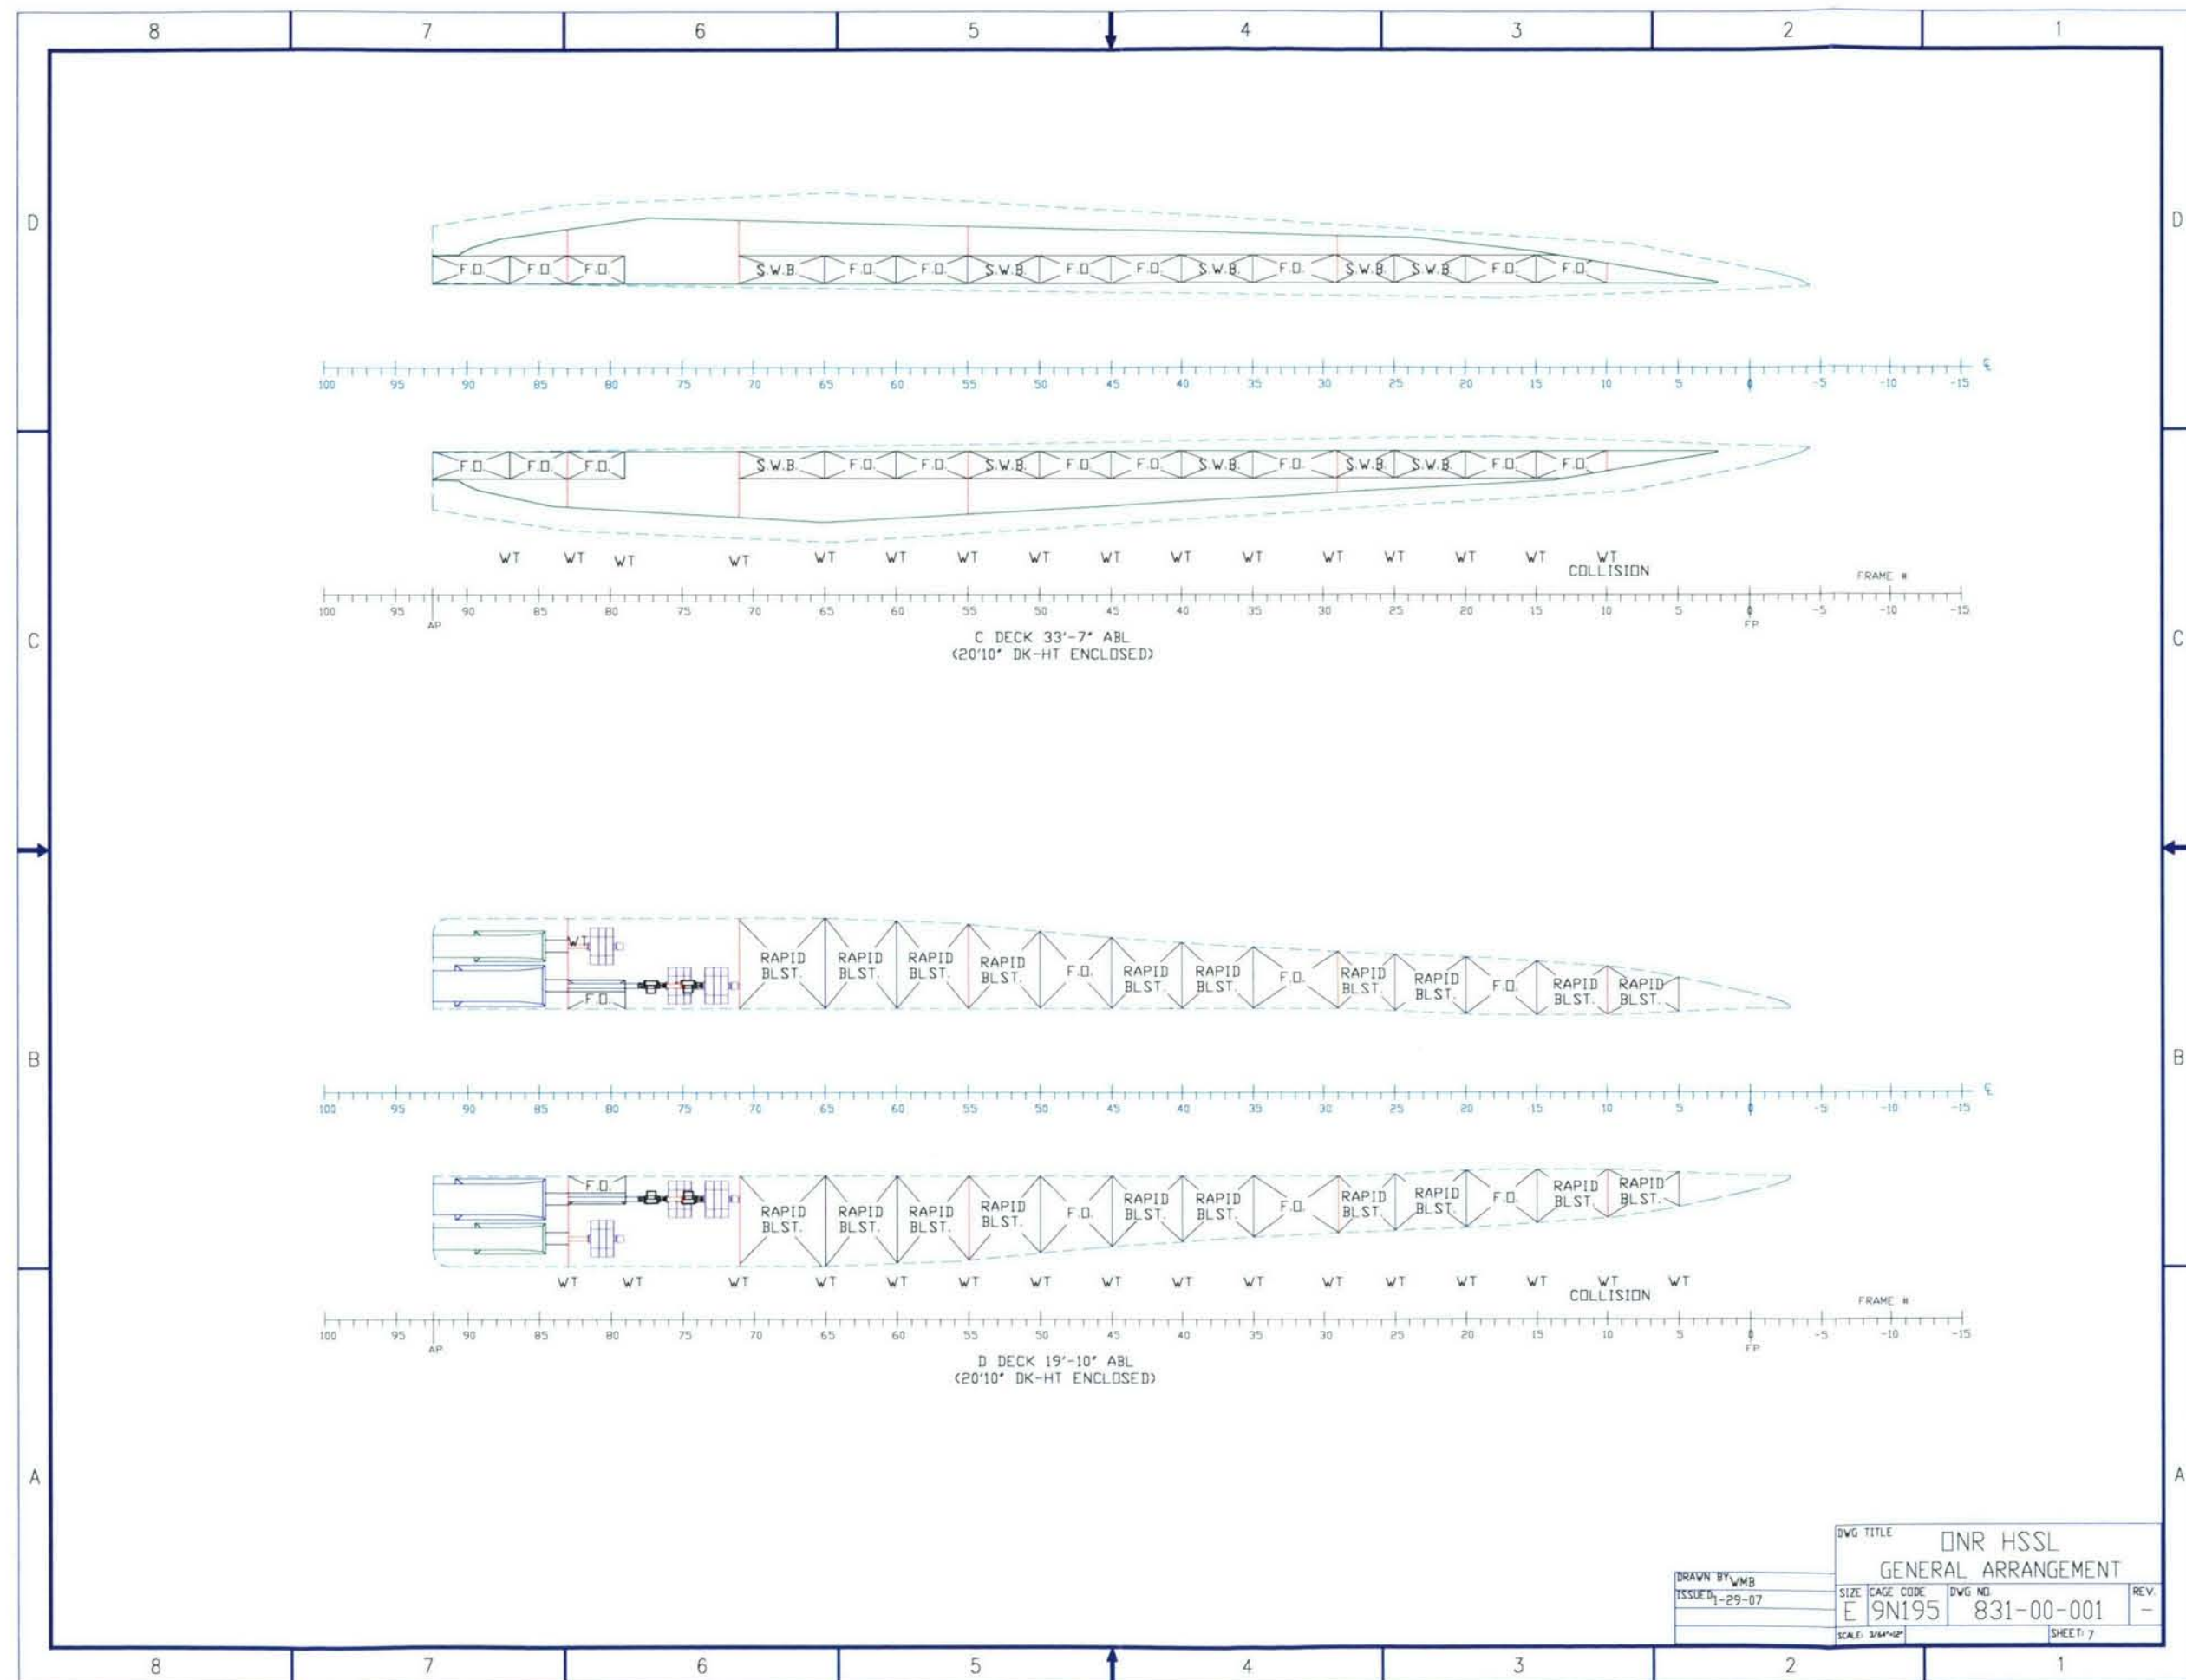 8 7 6 5 4 3 2 1
D D
F.O. F.O. F.O. S.W.B. F.O. F.O. S.W.B. F.O. F.O. S.W.B. F.O. S.W.B. S.W.B. F.O. F.O.
100 95 90 85 80 75 70 65 60 55 50 45 40 35 30 25 20 15 10 5 0 -5 -10 -15 ℄
F.O. F.O. F.O. S.W.B. F.O. F.O. S.W.B. F.O. F.O. S.W.B. F.O. S.W.B. S.W.B. F.O. F.O.
WT WT WT WT WT WT WT WT WT WT WT WT WT WT WT WT
COLLISION
FRAME #
100 95 90 85 80 75 70 65 60 55 50 45 40 35 30 25 20 15 10 5 0 -5 -10 -15
AP FP
C DECK 33'-7" ABL
(20'10" DK-HT ENCLOSED)
C C
WT
RAPID RAPID RAPID RAPID F.O. RAPID RAPID F.O. RAPID RAPID F.O. RAPID RAPID
BLST. BLST. BLST. BLST. BLST. BLST. BLST. BLST. BLST. BLST.
F.O.
B B
100 95 90 85 80 75 70 65 60 55 50 45 40 35 30 25 20 15 10 5 0 -5 -10 -15 ℄
F.O.
RAPID RAPID RAPID RAPID F.O. RAPID RAPID F.O. RAPID RAPID F.O. RAPID RAPID
BLST. BLST. BLST. BLST. BLST. BLST. BLST. BLST. BLST. BLST.
WT WT WT WT WT WT WT WT WT WT WT WT WT WT WT WT
COLLISION
FRAME #
100 95 90 85 80 75 70 65 60 55 50 45 40 35 30 25 20 15 10 5 0 -5 -10 -15
AP FP
D DECK 19'-10" ABL
(20'10" DK-HT ENCLOSED)
A A
DRAWN BY WMB
ISSUED 1-29-07
DWG TITLE ONR HSSL
GENERAL ARRANGEMENT
SIZE CAGE CODE DWG NO. REV.
E 9N195 831-00-001 -
SCALE: 3/64"=12" SHEET: 7
8 7 6 5 4 3 2 1